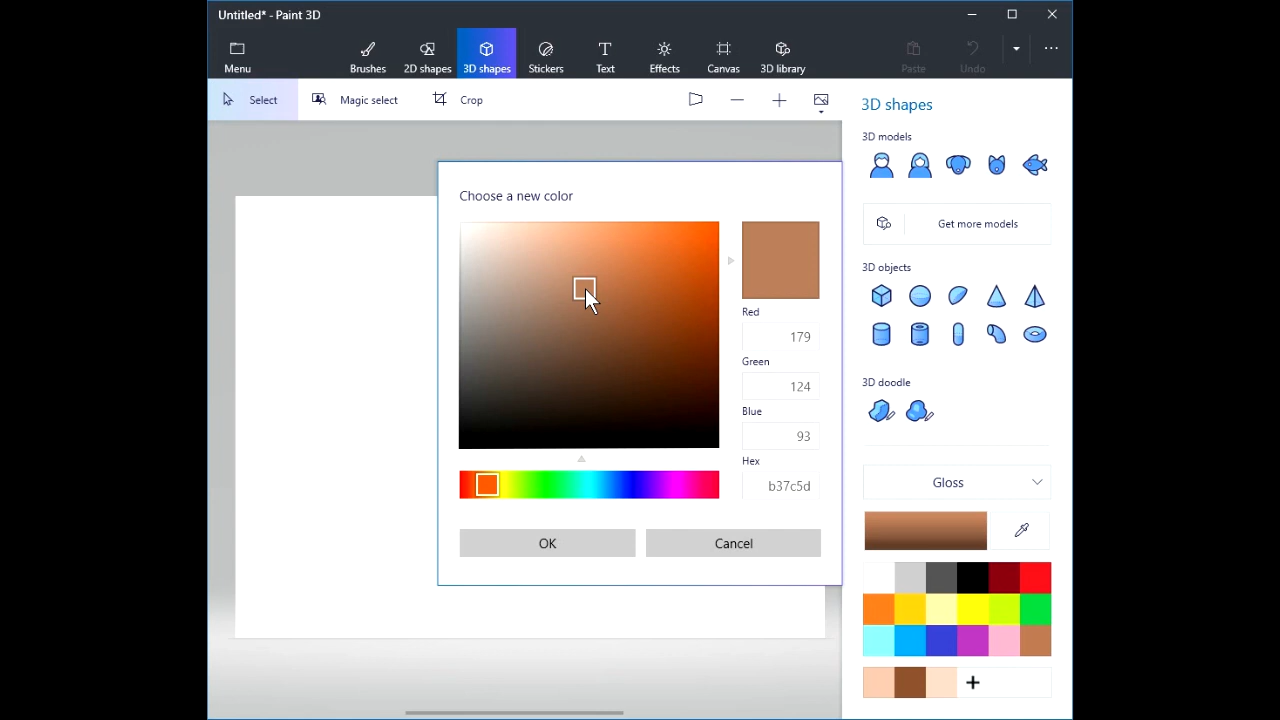 Untitled* - Paint 3D
Menu
Brushes
2D shapes
3D shapes
Stickers
Text
Effects
Canvas
3D library
Paste
Undo
Select
Magic select
Crop
3D shapes
3D models
Get more models
3D objects
3D doodle
Gloss
Choose a new color
Red
179
Green
124
Blue
93
Hex
b37c5d
OK
Cancel